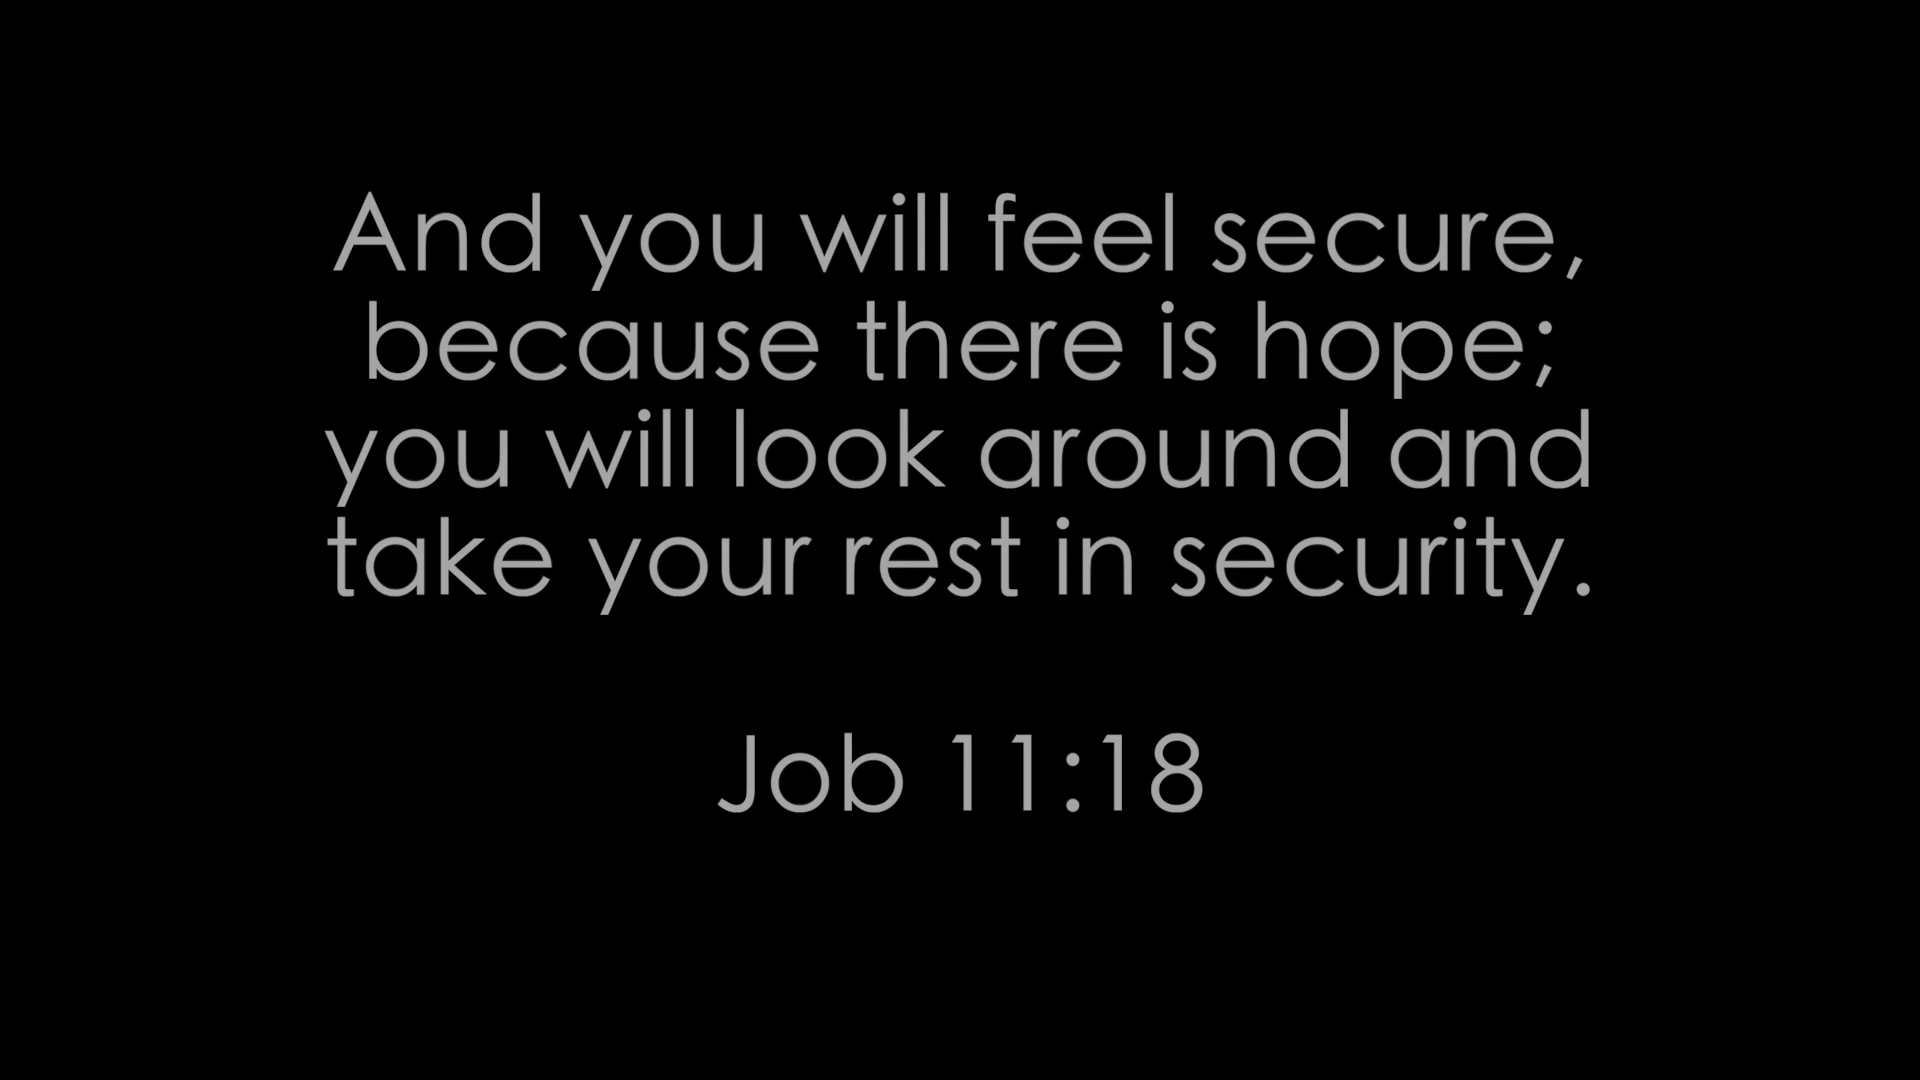 And you will feel secure,
because there is hope;
you will look around and
take your rest in security.
Job 11:18